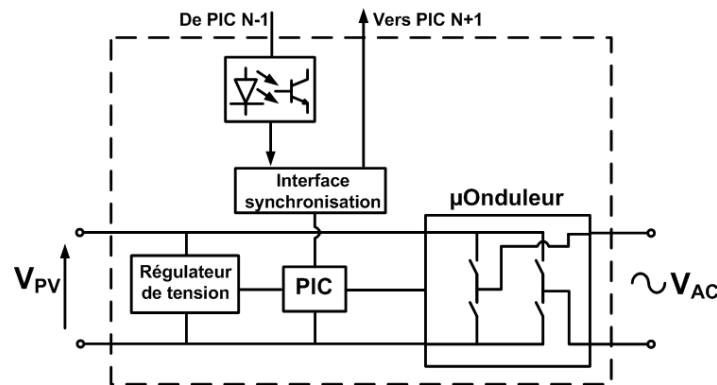 De PIC N-1
Vers PIC N+1
Interface
synchronisation
µOnduleur
Régulateur
de tension
PIC
VPV
VAC